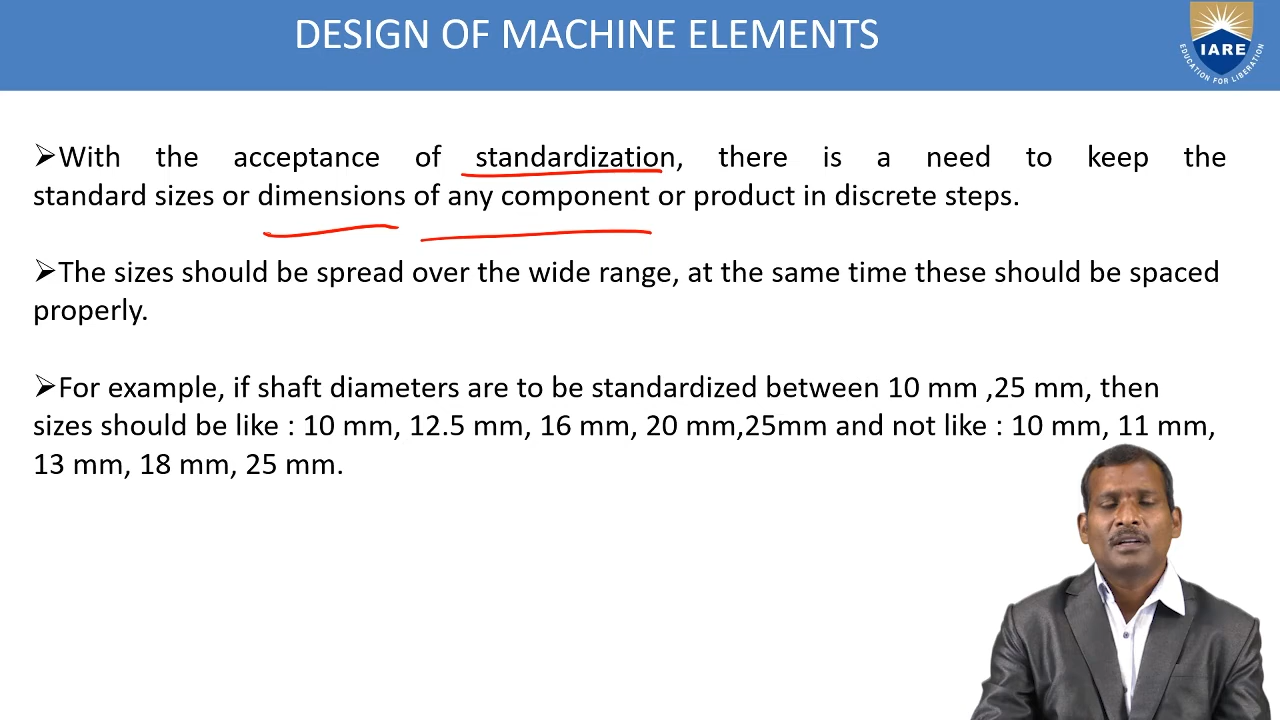 DESIGN OF MACHINE ELEMENTS
IARE
EDUCATION FOR LIBERATION
➢With the acceptance of standardization, there is a need to keep the
standard sizes or dimensions of any component or product in discrete steps.
➢The sizes should be spread over the wide range, at the same time these should be spaced
properly.
➢For example, if shaft diameters are to be standardized between 10 mm ,25 mm, then
sizes should be like : 10 mm, 12.5 mm, 16 mm, 20 mm,25mm and not like : 10 mm, 11 mm,
13 mm, 18 mm, 25 mm.